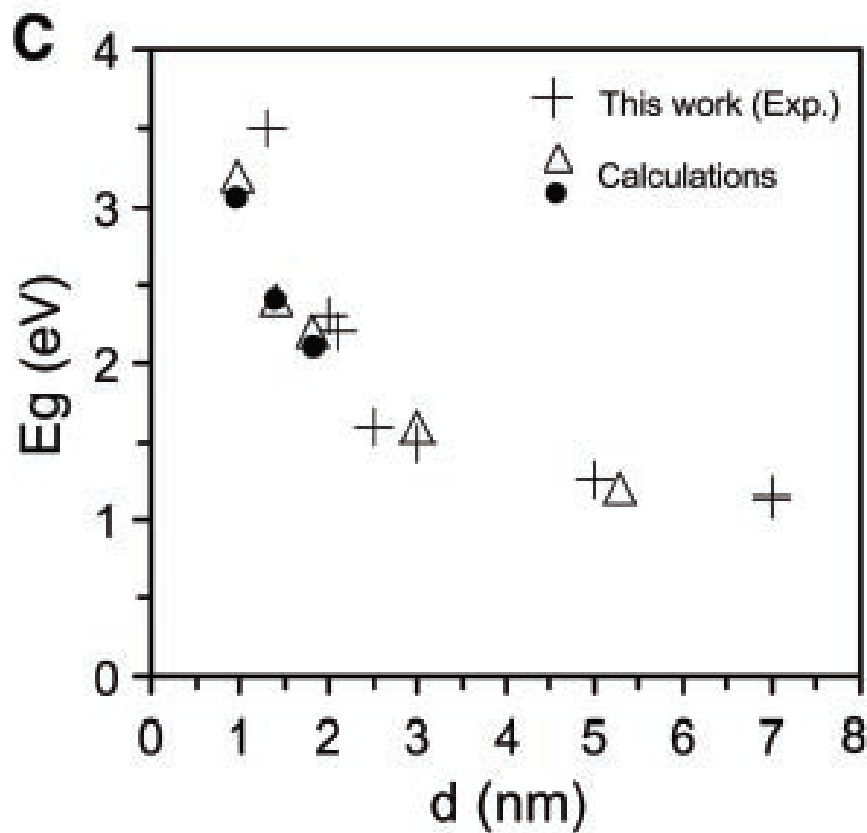 C
4
This work (Exp.)
Calculations
3
2
1
0
Eg (eV)
0 1 2 3 4 5 6 7 8
d (nm)